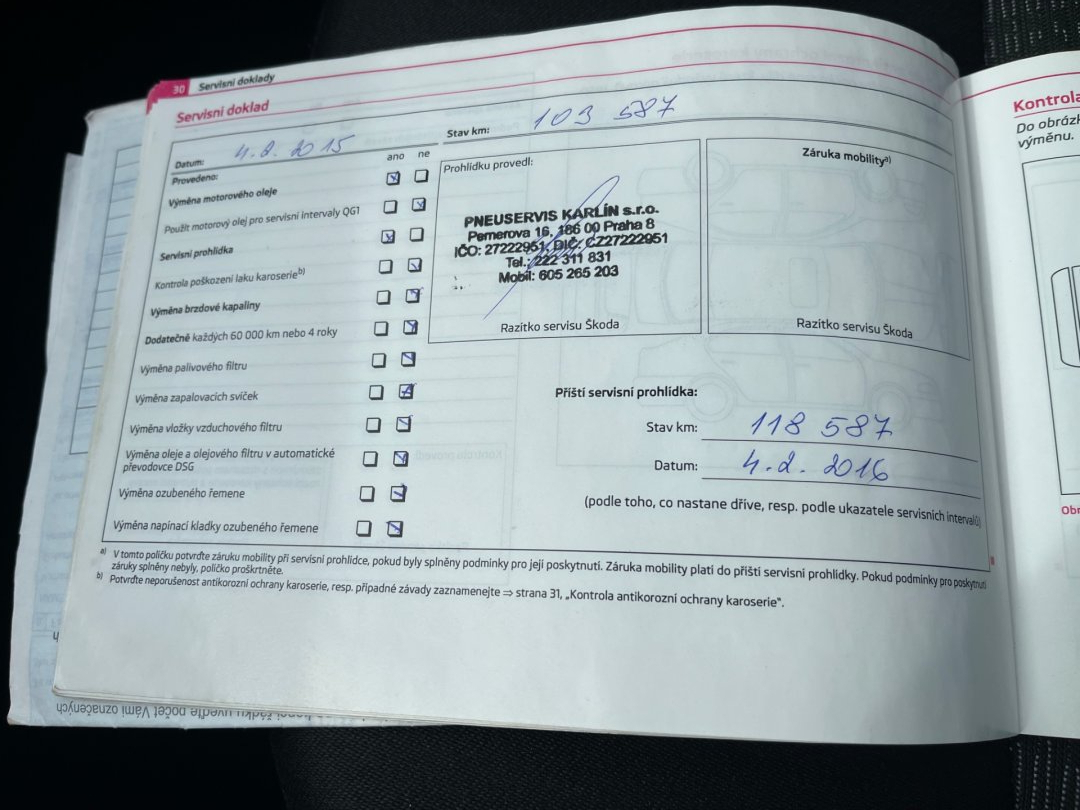 30 Servisní doklady
Servisní doklad
Datum: 4.2.2015
Stav km: 103 587
Provedeno: ano ne
Výměna motorového oleje
Použit motorový olej pro servisní intervaly QG1
Servisní prohlídka
Kontrola poškození laku karoserie b)
Výměna brzdové kapaliny
Dodatečně každých 60 000 km nebo 4 roky
Výměna palivového filtru
Výměna zapalovacích svíček
Výměna vložky vzduchového filtru
Výměna oleje a olejového filtru v automatické
převodovce DSG
Výměna ozubeného řemene
Výměna napínací kladky ozubeného řemene
Prohlídku provedl:
PNEUSERVIS KARLÍN s.r.o.
Pernerova 16, 186 00 Praha 8
IČO: 27222951, DIČ: CZ27222951
Tel.: 222 311 831
Mobil: 605 265 203
Razítko servisu Škoda
Záruka mobility a)
Razítko servisu Škoda
Příští servisní prohlídka:
Stav km: 118 587
Datum: 4.2.2016
(podle toho, co nastane dříve, resp. podle ukazatele servisních intervalů)
a) V tomto políčku potvrďte záruku mobility při servisní prohlídce, pokud byly splněny podmínky pro její poskytnutí. Záruka mobility platí do příští servisní prohlídky. Pokud podmínky pro poskytnutí
záruky splněny nebyly, políčko proškrtněte.
b) Potvrďte neporušenost antikorozní ochrany karoserie, resp. případné závady zaznamenejte ⇒ strana 31, „Kontrola antikorozní ochrany karoserie“.
Do obrázk
výměnu.
uveďte počet Vámi označených